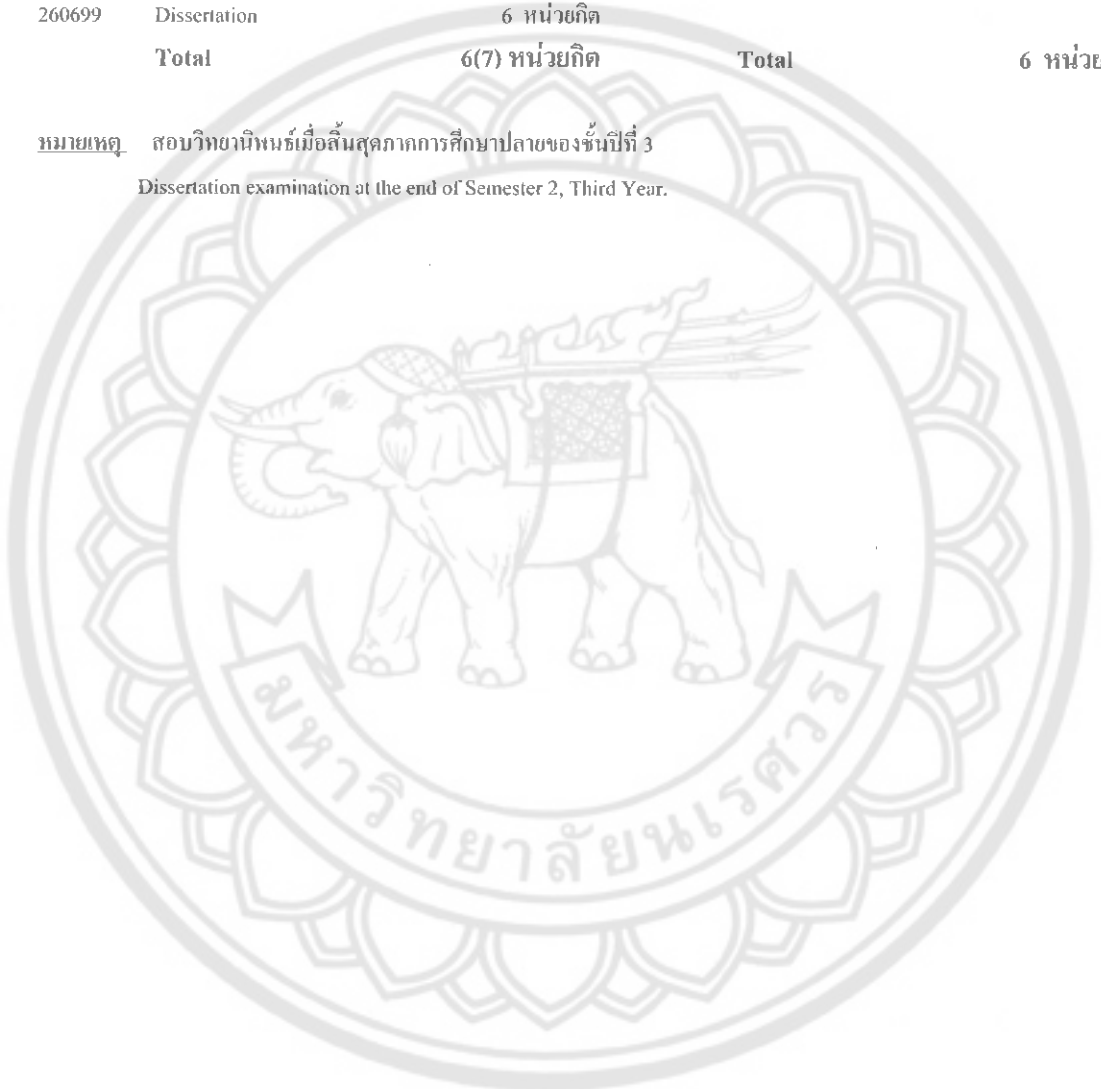 260699 Dissertation 6 หน่วยกิต
Total 6(7) หน่วยกิต Total 6 หน่วย
หมายเหตุ สอบวิทยานิพนธ์เมื่อสิ้นสุดภาคการศึกษาปลายของชั้นปีที่ 3
Dissertation examination at the end of Semester 2, Third Year.
มหาวิทยาลัยนเรศวร